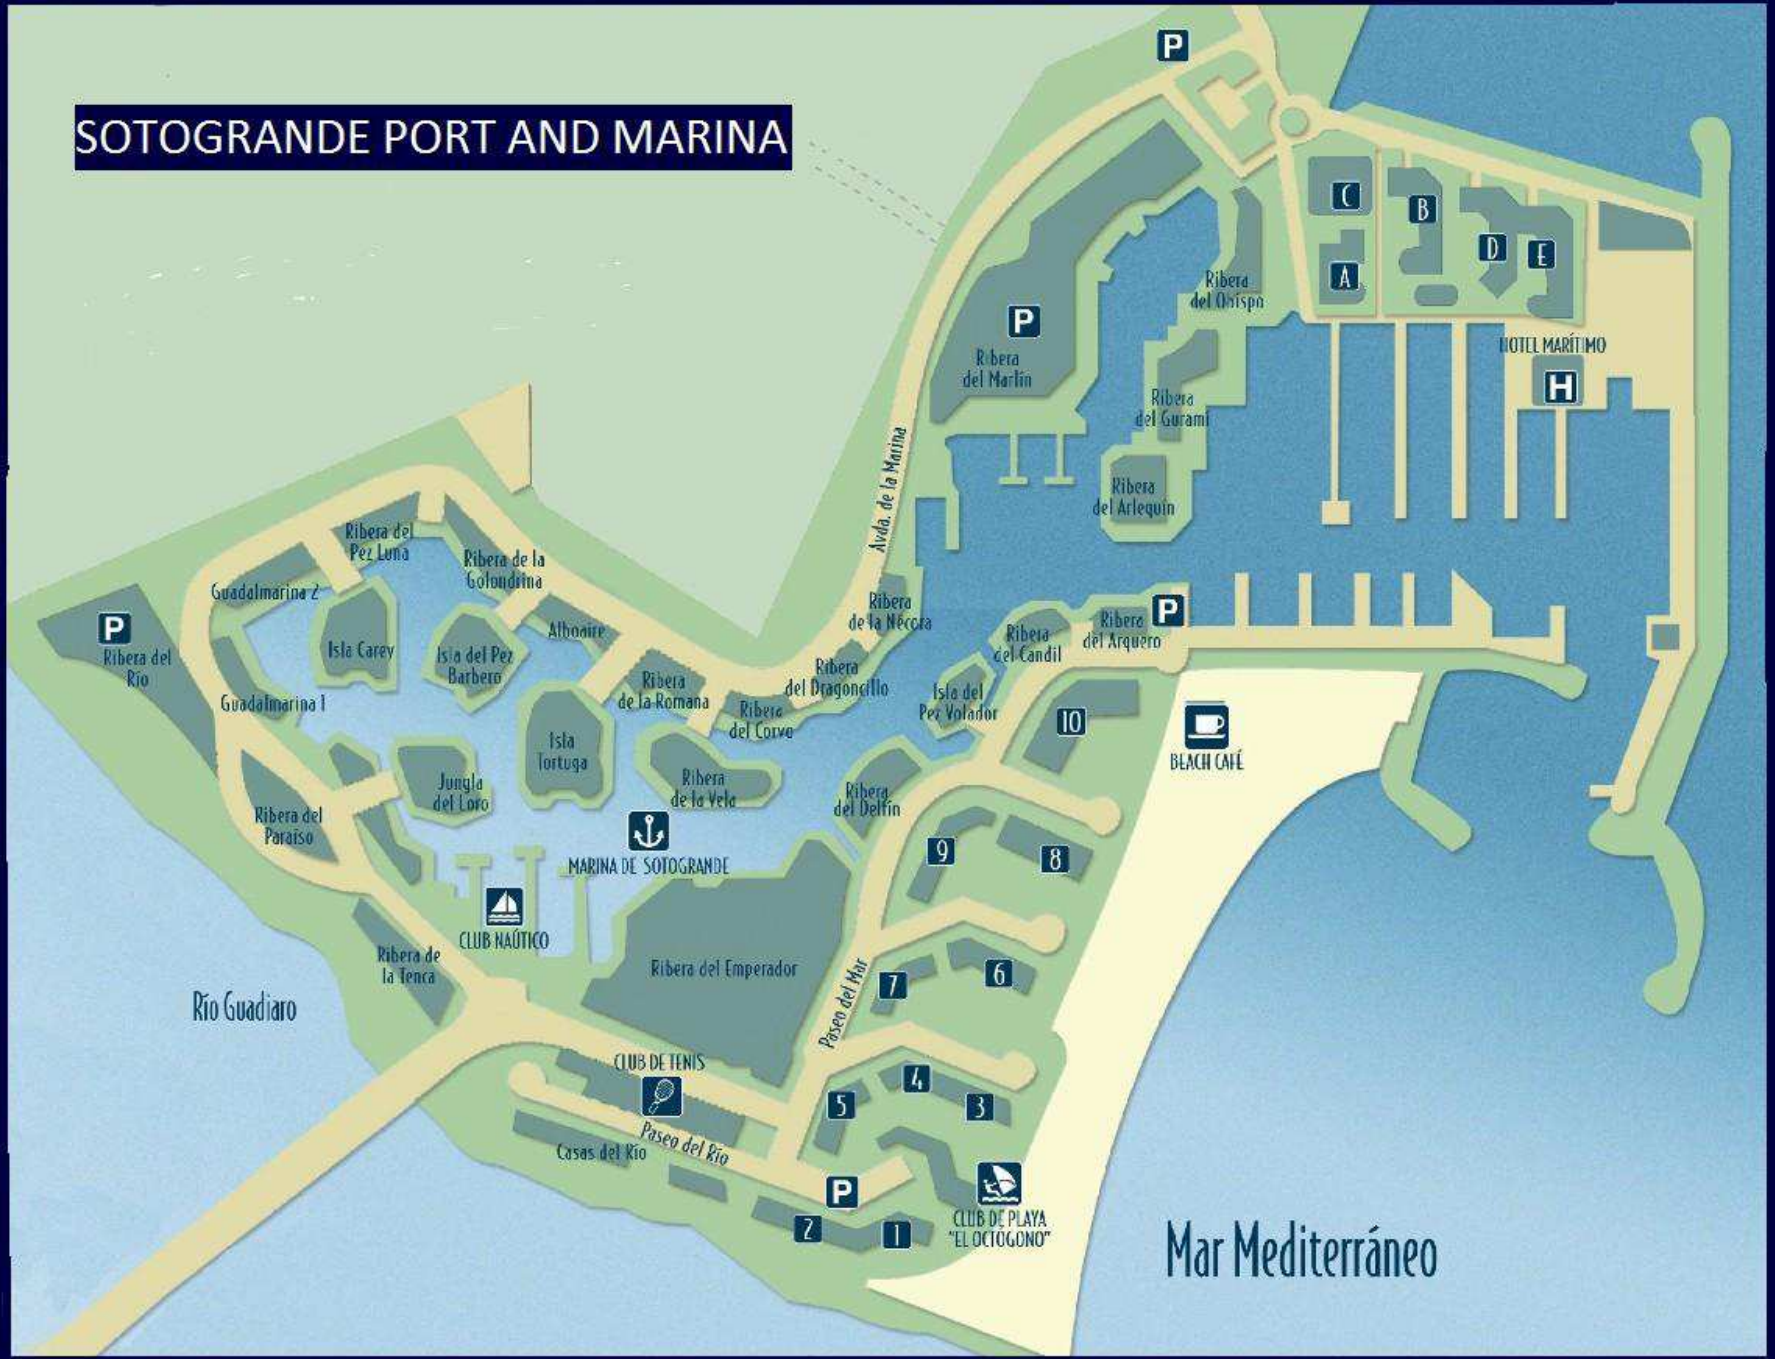 SOTOGRANDE PORT AND MARINA
P
C
B
D
E
A
Ribera
del Obispo
P
Ribera
del Marlin
HOTEL MARÍTIMO
H
Ribera
del Gurami
Avda. de la Marina
Ribera
del Arlequín
Ribera del
Pez Luna
Ribera de la
Golondrina
Guadalmarina 2
P
Ribera del
Río
Isla Carey
Isla del Pez
Barbero
Alboaire
Ribera
de la Nécora
Ribera
del Candil
Ribera
del Arquero
P
Guadalmarina 1
Ribera
de la Romana
Ribera
del Dragoncillo
Ribera
del Corvo
Isla del
Pez Volador
10
BEACH CAFÉ
Isla
Tortuga
Jungla
del Loro
Ribera
de la Vela
Ribera
del Delfín
Ribera del
Paraíso
MARINA DE SOTOGRANDE
9
8
CLUB NAÚTICO
Ribera de
la Tenca
Ribera del Emperador
7
6
Paseo del Mar
Río Guadiaro
CLUB DE TENIS
5
4
3
Paseo del Río
Casas del Río
P
2
1
CLUB DE PLAYA
"EL OCTÓGONO"
Mar Mediterráneo